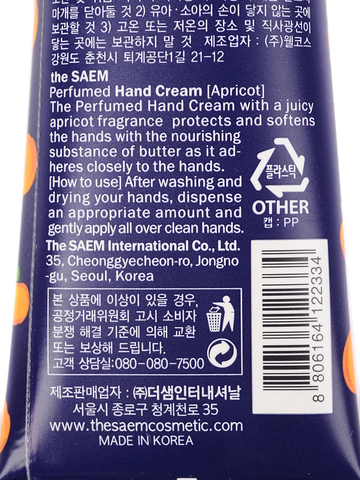 마개를 닫아둘 것 2) 유아·소아의 손이 닿지 않는 곳에
보관할 것 3) 고온 또는 저온의 장소 및 직사광선이
닿는 곳에는 보관하지 말 것 제조업자 : (주)웰코스
강원도 춘천시 퇴계공단1길 21-12
the SAEM
Perfumed Hand Cream [Apricot]
The Perfumed Hand Cream with a juicy
apricot fragrance protects and softens
the hands with the nourishing
substance of butter as it ad-
heres closely to the hands.
[How to use] After washing and
drying your hands, dispense
an appropriate amount and
gently apply all over clean hands.
The SAEM International Co., Ltd.
35, Cheonggyecheon-ro, Jongno
-gu, Seoul, Korea
플라스틱
OTHER
캡 : PP
본 상품에 이상이 있을 경우,
공정거래위원회 고시 소비자
분쟁 해결 기준에 의해 교환
또는 보상해 드립니다.
고객 상담실:080-080-7500
8 806164 122334
제조판매업자 : (주)더샘인터내셔날
서울시 종로구 청계천로 35
www.thesaemcosmetic.com
MADE IN KOREA